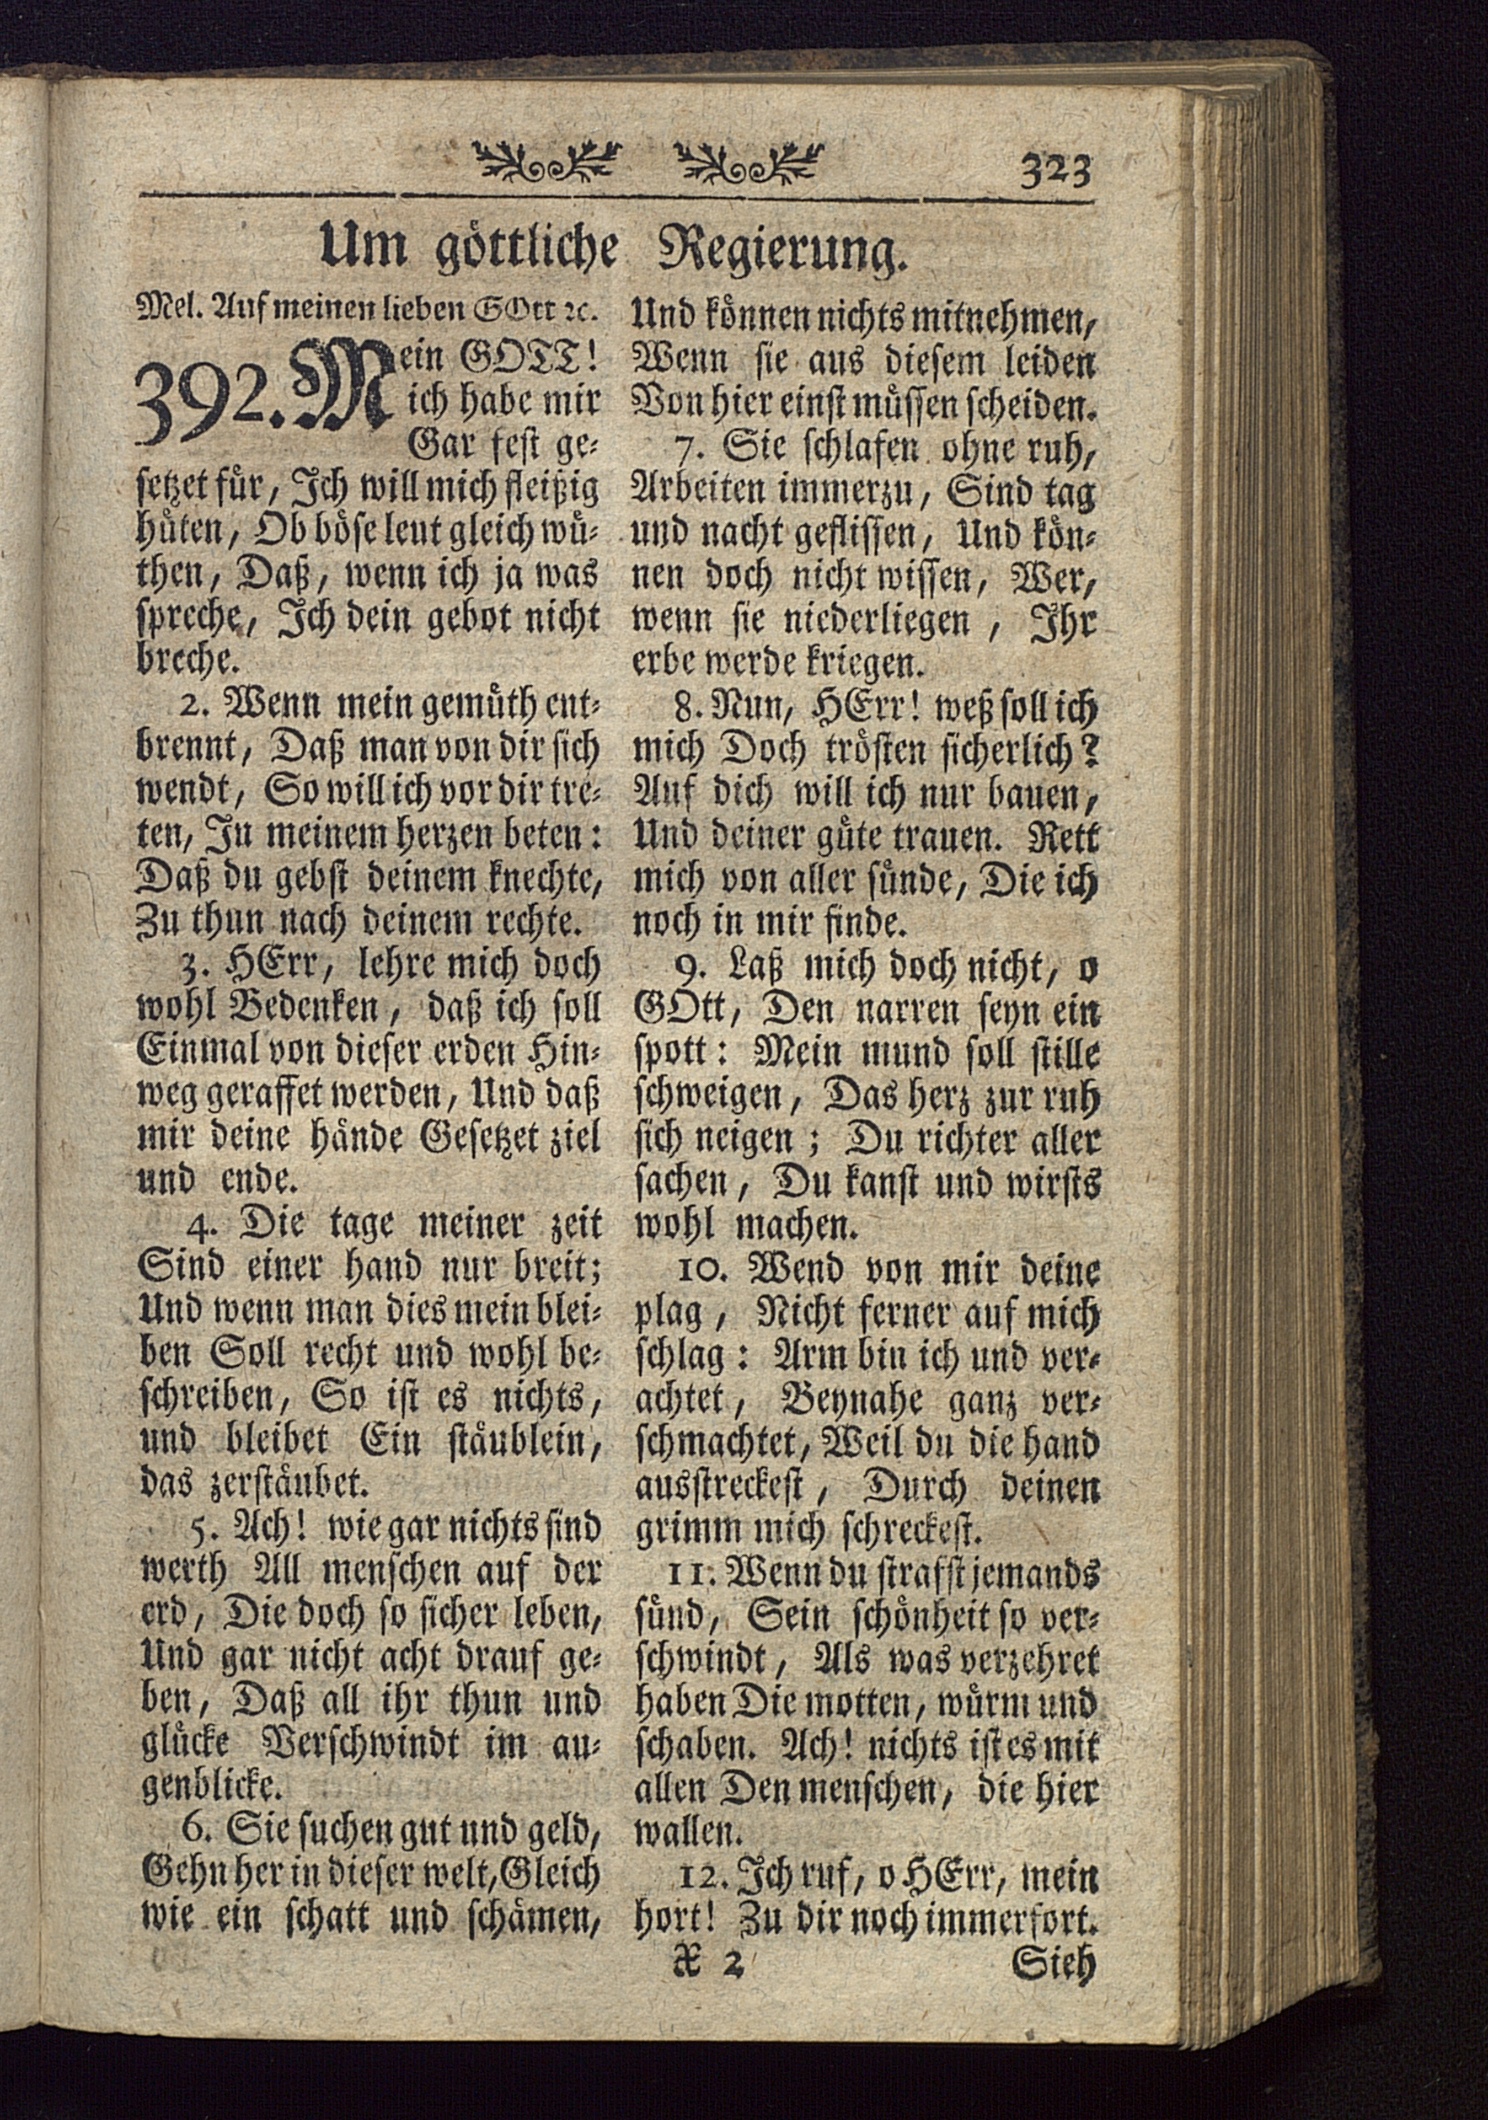 323
Um göttliche Regierung.
Mel. Auf meinen lieben GOtt ꝛc.
392. Mein GOTT!
ich habe mir
Gar fest ge-
setzet für, Ich will mich fleißig
hüten, Ob böse leut gleich wü-
then, Daß, wenn ich ja was
spreche, Ich dein gebot nicht
breche.
2. Wenn mein gemüth ent-
brennt, Daß man von dir sich
wendt, So will ich vor dir tre-
ten, In meinem herzen beten:
Daß du gebst deinem knechte,
Zu thun nach deinem rechte.
3. HErr, lehre mich doch
wohl Bedenken, daß ich soll
Einmal von dieser erden Hin-
weg geraffet werden, Und daß
mir deine hände Gesetzet ziel
und ende.
4. Die tage meiner zeit
Sind einer hand nur breit;
Und wenn man dies mein blei-
ben Soll recht und wohl be-
schreiben, So ist es nichts,
und bleibet Ein stäublein,
das zerstäubet.
5. Ach! wie gar nichts sind
werth All menschen auf der
erd, Die doch so sicher leben,
Und gar nicht acht drauf ge-
ben, Daß all ihr thun und
glücke Verschwindt im au-
genblicke.
6. Sie suchen gut und geld,
Gehn her in dieser welt, Gleich
wie ein schatt und schämen,
Und können nichts mitnehmen,
Wenn sie aus diesem leiden
Von hier einst müssen scheiden.
7. Sie schlafen ohne ruh,
Arbeiten immerzu, Sind tag
und nacht geflissen, Und kön-
nen doch nicht wissen, Wer,
wenn sie niederliegen, Ihr
erbe werde kriegen.
8. Nun, HErr! weß soll ich
mich Doch trösten sicherlich?
Auf dich will ich nur bauen,
Und deiner güte trauen. Rett
mich von aller sünde, Die ich
noch in mir finde.
9. Laß mich doch nicht, o
GOtt, Den narren seyn ein
spott: Mein mund soll stille
schweigen, Das herz zur ruh
sich neigen; Du richter aller
sachen, Du kanst und wirsts
wohl machen.
10. Wend von mir deine
plag, Nicht ferner auf mich
schlag: Arm bin ich und ver-
achtet, Beynahe ganz ver-
schmachtet, Weil du die hand
ausstreckest, Durch deinen
grimm mich schreckest.
11. Wenn du strafst jemands
sünd, Sein schönheit so ver-
schwindt, Als was verzehret
haben Die motten, würm und
schaben. Ach! nichts ist es mit
allen Den menschen, die hier
wallen.
12. Ich ruf, o HErr, mein
hort! Zu dir noch immerfort.
X 2 Sieh